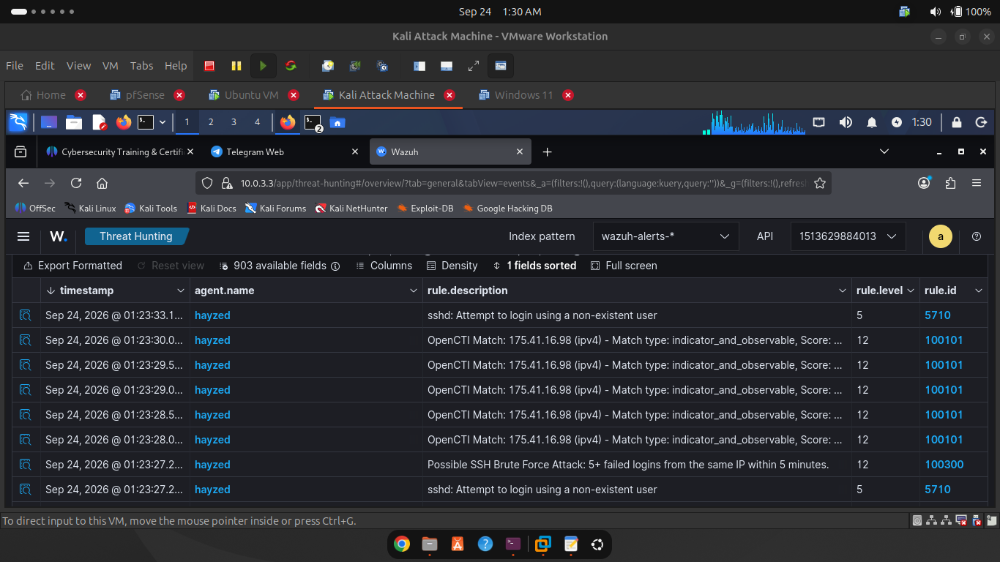 Sep 24 1:30 AM
100%
Kali Attack Machine - VMware Workstation
File Edit View VM Tabs Help
Home pfSense Ubuntu VM Kali Attack Machine Windows 11
1 2 3 4 2 1:30
Cybersecurity Training & Certifi Telegram Web Wazuh
10.0.3.3/app/threat-hunting#/overview/?tab=general&tabView=events&_a=(filters:!(),query:(language:kuery,query:''))&_g=(filters:!(),refresh
OffSec Kali Linux Kali Tools Kali Docs Kali Forums Kali NetHunter Exploit-DB Google Hacking DB
W. Threat Hunting Index pattern wazuh-alerts-* API 1513629884013 a
Export Formatted Reset view 903 available fields Columns Density 1 fields sorted Full screen
timestamp agent.name rule.description rule.level rule.id
Sep 24, 2026 @ 01:23:33.1... hayzed sshd: Attempt to login using a non-existent user 5 5710
Sep 24, 2026 @ 01:23:30.0... hayzed OpenCTI Match: 175.41.16.98 (ipv4) - Match type: indicator_and_observable, Score: ... 12 100101
Sep 24, 2026 @ 01:23:29.5... hayzed OpenCTI Match: 175.41.16.98 (ipv4) - Match type: indicator_and_observable, Score: ... 12 100101
Sep 24, 2026 @ 01:23:29.0... hayzed OpenCTI Match: 175.41.16.98 (ipv4) - Match type: indicator_and_observable, Score: ... 12 100101
Sep 24, 2026 @ 01:23:28.5... hayzed OpenCTI Match: 175.41.16.98 (ipv4) - Match type: indicator_and_observable, Score: ... 12 100101
Sep 24, 2026 @ 01:23:28.0... hayzed OpenCTI Match: 175.41.16.98 (ipv4) - Match type: indicator_and_observable, Score: ... 12 100101
Sep 24, 2026 @ 01:23:27.2... hayzed Possible SSH Brute Force Attack: 5+ failed logins from the same IP within 5 minutes. 12 100300
Sep 24, 2026 @ 01:23:27.2... hayzed sshd: Attempt to login using a non-existent user 5 5710
To direct input to this VM, move the mouse pointer inside or press Ctrl+G.